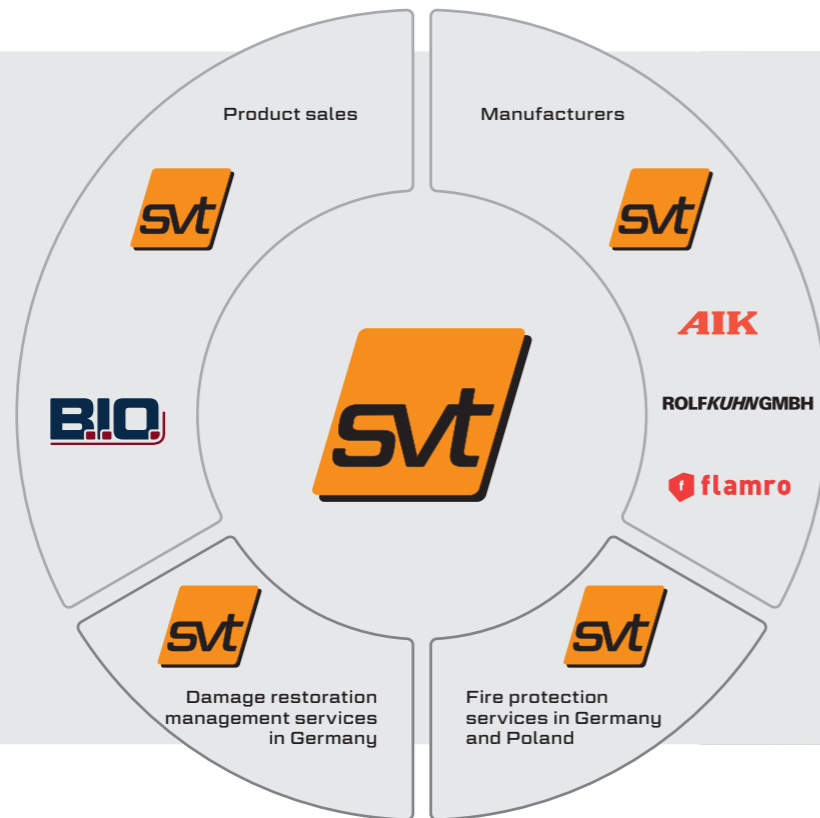 Product sales
svt
B.I.O.
Manufacturers
svt
AIK
ROLFKUHNGMBH
f flamro
svt
svt
Damage restoration
management services
in Germany
svt
Fire protection
services in Germany
and Poland